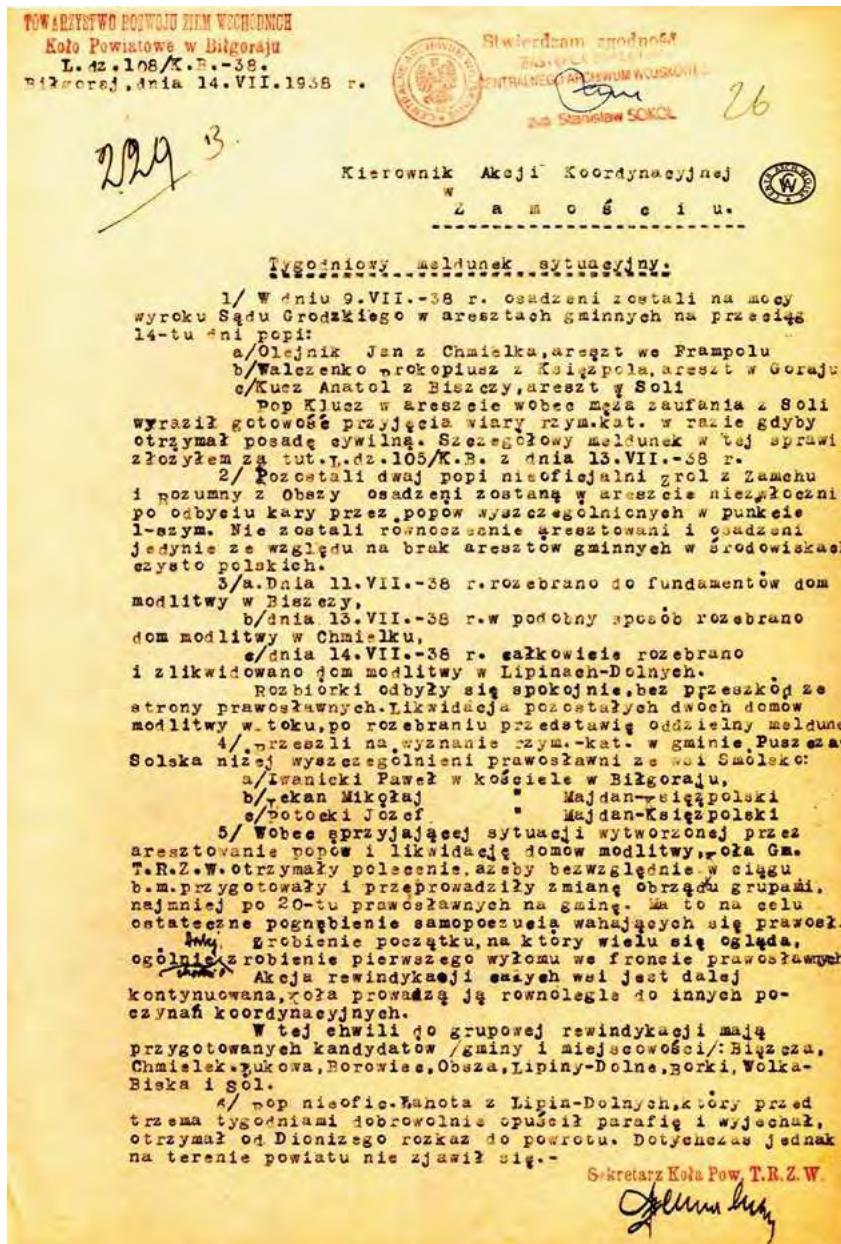 TOWARZYSTWO ROZWOJU ZIEM WSCHODNICH
Koło Powiatowe w Biłgoraju
L.dz.108/K.B.-38.
Biłgoraj,dnia 14.VII.1938 r.
Stwierdzam zgodność
CENTRALNEGO ARCHIWUM WOJSKOWEGO
Stanisław SOKÓŁ
26
229
Kierownik Akcji Koordynacyjnej
w
Z a m o ś c i u.
Tygodniowy meldunek sytuacyjny.
1/ W dniu 9.VII.-38 r. osadzeni zostali na mocy
wyroku Sądu Grodzkiego w aresztach gminnych na przeciąg
14-tu dni popi:
a/Olejnik Jan z Chmielka,areszt we Frampolu
b/Walczenko Prokopiusz z Księżpola,areszt w Goraju
c/Kucz Anatol z Biszczy,areszt w Soli
Pop Klucz w areszcie wobec męża zaufania z Soli
wyraził gotowość przyjęcia wiary rzym.kat. w razie gdyby
otrzymał posadę cywilną. Szczegółowy meldunek w tej sprawi
złożyłem za tut.L.dz.105/K.B. z dnia 13.VII.-38 r.
2/ Pozostali dwaj popi nieoficjalni Zrol z Zamchu
i Rozumny z Obszy osadzeni zostaną w areszcie niezwłoczni
po odbyciu kary przez popów wyszczególnionych w punkcie
1-szym. Nie zostali równocześnie aresztowani i osadzeni
jedynie ze względu na brak aresztów gminnych w środowiskach
czysto polskich.
3/a.Dnia 11.VII.-38 r.rozebrano do fundamentów dom
modlitwy w Biszczy,
b/dnia 13.VII.-38 r.w podobny sposób rozebrano
dom modlitwy w Chmielku,
c/dnia 14.VII.-38 r. całkowicie rozebrano
i zlikwidowano dom modlitwy w Lipinach-Dolnych.
Rozbiórki odbyły się spokojnie,bez przeszkód ze
strony prawosławnych.Likwidacja pozostałych dwóch domów
modlitwy w toku,po rozebraniu przedstawię oddzielny meldune
4/ Przeszli na wyznanie rzym.-kat. w gminie Puszcza
Solska niżej wyszczególnieni prawosławni ze wsi Smólsko:
a/Iwanicki Paweł w kościele w Biłgoraju,
b/Tekan Mikołaj " Majdan-Księżpolski
c/Potocki Józef " Majdan-Księżpolski
5/ Wobec sprzyjającej sytuacji wytworzonej przez
aresztowanie popów i likwidację domów modlitwy,Koła Gm.
T.R.Z.W.otrzymały polecenie,ażeby bezwzględnie w ciągu
b.m.przygotowały i przeprowadziły zmianę obrządku grupami,
najmniej po 20-tu prawosławnych na gminę. Ma to na celu
ostateczne pognębienie samopoczucia wahających się prawosł.
Zrobienie początku,na który wielu się ogląda,
ogólnie zrobienie pierwszego wyłomu we froncie prawosławnych
Akcja rewindykacji całych wsi jest dalej
kontynuowana,Koła prowadzą ją równolegle do innych po-
czynań koordynacyjnych.
W tej chwili do grupowej rewindykacji mają
przygotowanych kandydatów /gminy i miejscowości/:Biszcza,
Chmielek.Łukowa,Borowiec,Obsza,Lipiny-Dolne,Borki,Wolka-
Biska i Sól.
6/ Pop nieofic.Łahota z Lipin-Dolnych,który przed
trzema tygodniami dobrowolnie opuścił parafię i wyjechał,
otrzymał od Dionizego rozkaz do powrotu. Dotychczas jednak
na terenie powiatu nie zjawił się.-
Sekretarz Koła Pow. T.R.Z.W.